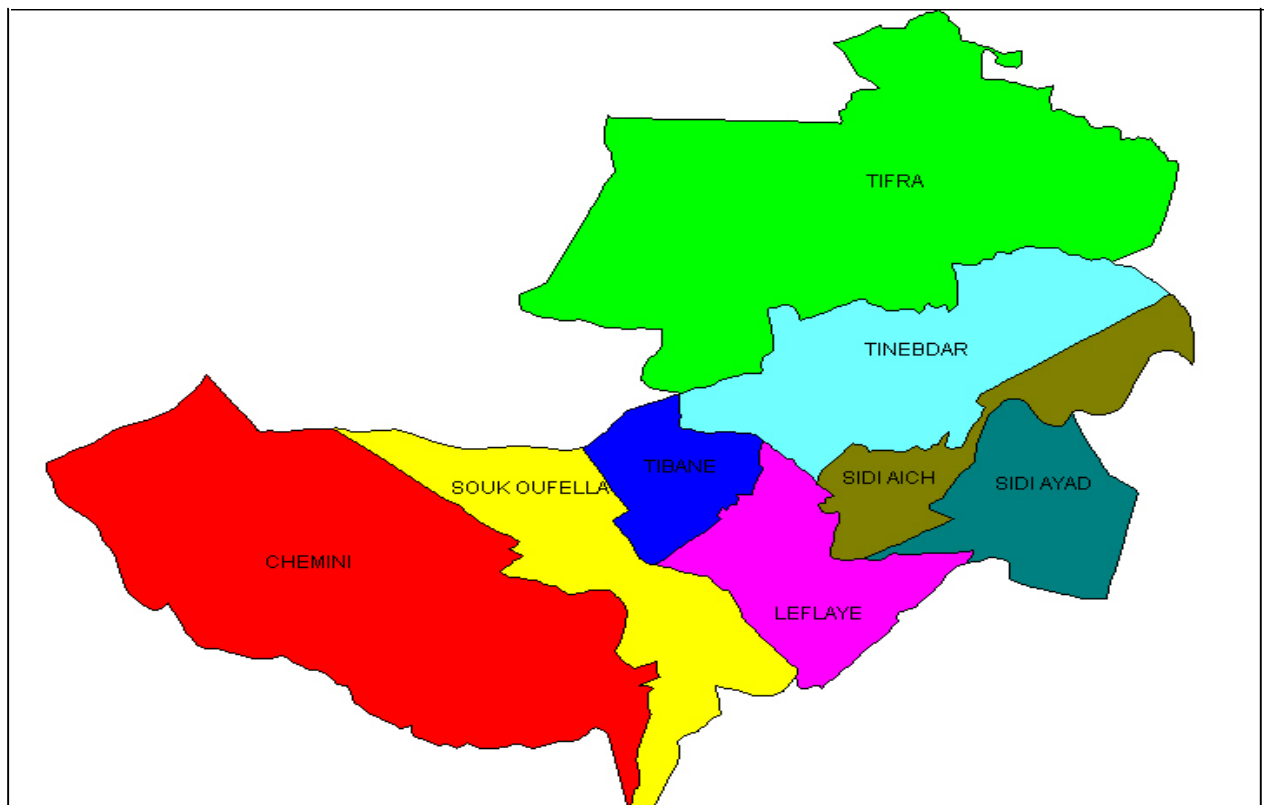 TIFRA
TINEBDAR
TIBANE
SIDI AICH
SIDI AYAD
SOUK OUFELLA
CHEMINI
LEFLAYE